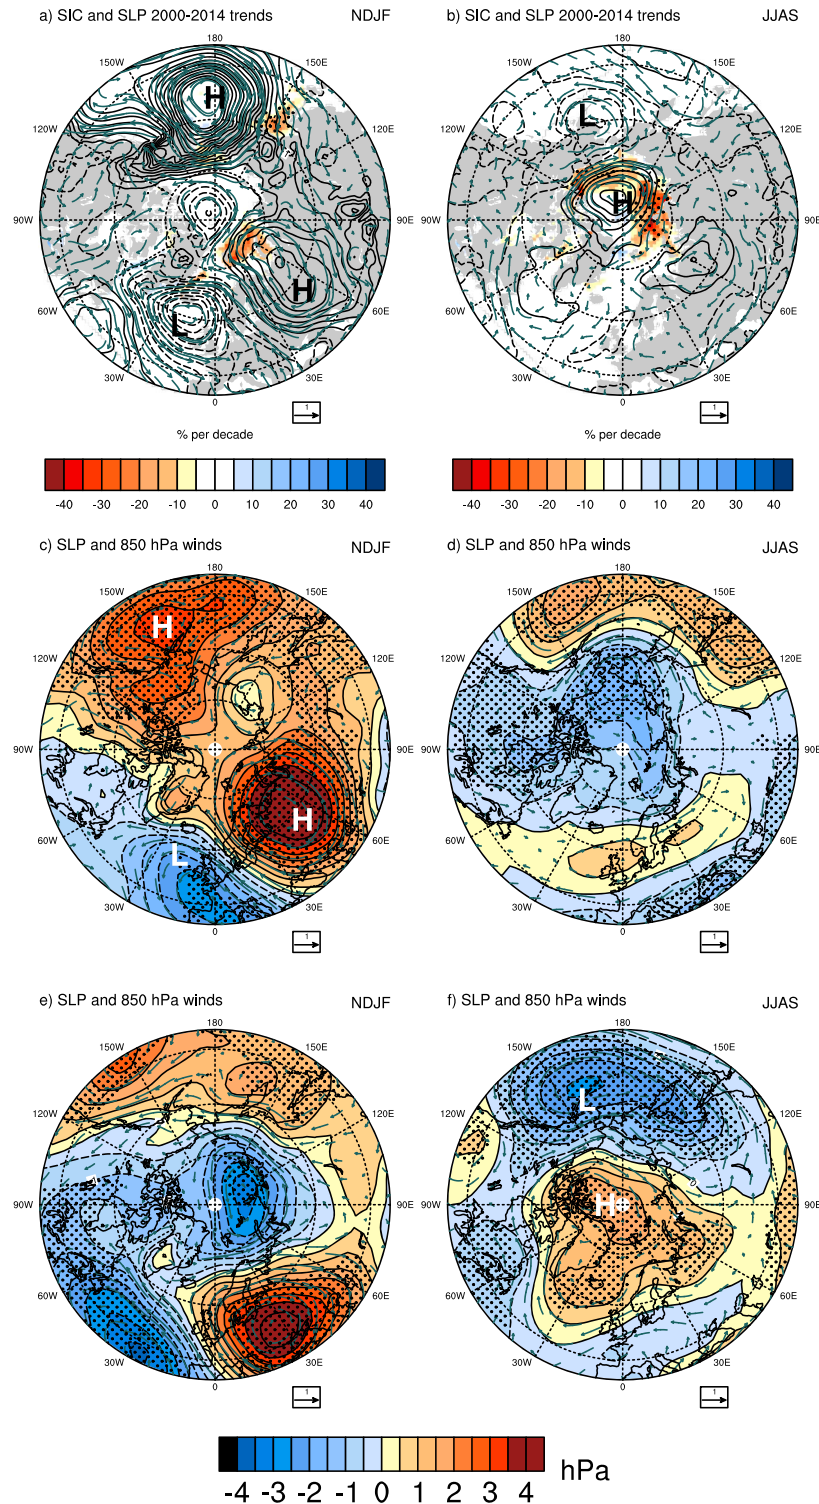 a) SIC and SLP 2000-2014 trends NDJF
b) SIC and SLP 2000-2014 trends JJAS
180
150W 150E
120W 120E
90W 90E
60W 60E
30W 30E
0
H
H
L
1
180
150W 150E
120W 120E
90W 90E
60W 60E
30W 30E
0
L
H
1
% per decade
-40 -30 -20 -10 0 10 20 30 40
% per decade
-40 -30 -20 -10 0 10 20 30 40
c) SLP and 850 hPa winds NDJF
d) SLP and 850 hPa winds JJAS
180
150W 150E
120W 120E
90W 90E
60W 60E
30W 30E
0
H
H
L
1
180
150W 150E
120W 120E
90W 90E
60W 60E
30W 30E
0
1
e) SLP and 850 hPa winds NDJF
f) SLP and 850 hPa winds JJAS
180
150W 150E
120W 120E
90W 90E
60W 60E
30W 30E
0
1
180
150W 150E
120W 120E
90W 90E
60W 60E
30W 30E
0
L
H
1
-4 -3 -2 -1 0 1 2 3 4 hPa